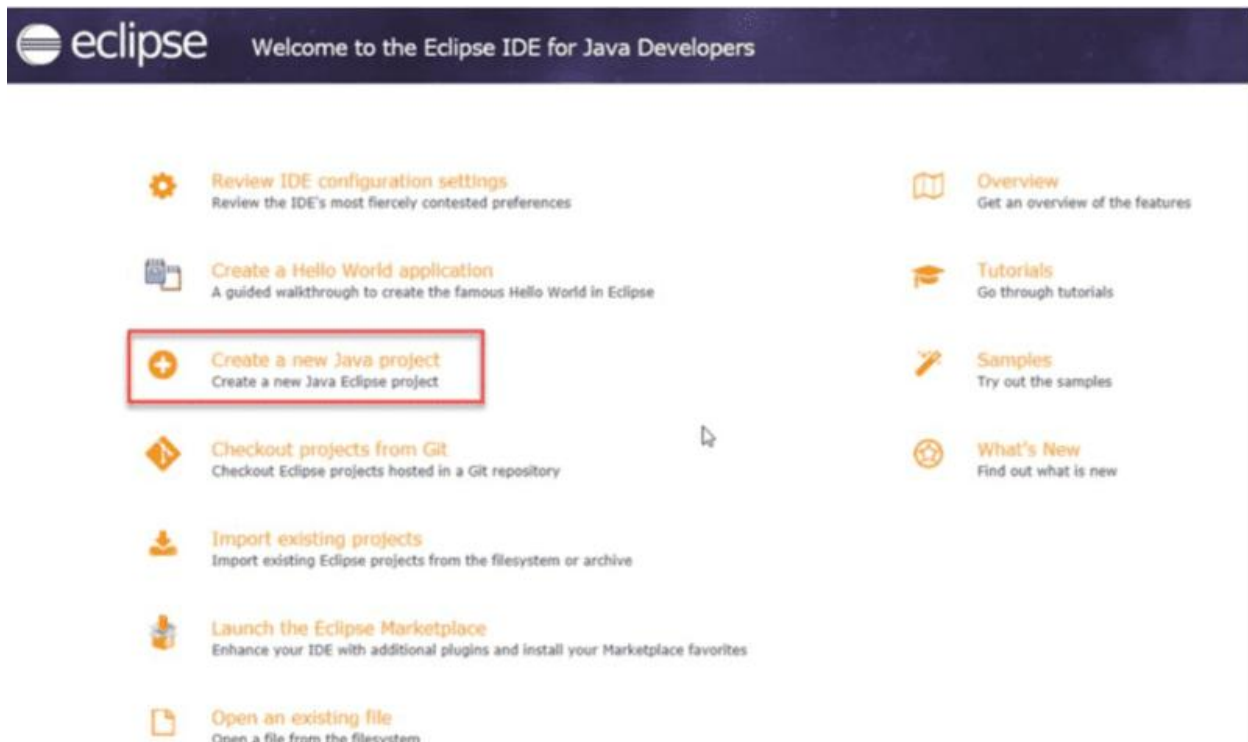 eclipse Welcome to the Eclipse IDE for Java Developers
Review IDE configuration settings
Review the IDE's most fiercely contested preferences
Create a Hello World application
A guided walkthrough to create the famous Hello World in Eclipse
Create a new Java project
Create a new Java Eclipse project
Checkout projects from Git
Checkout Eclipse projects hosted in a Git repository
Import existing projects
Import existing Eclipse projects from the filesystem or archive
Launch the Eclipse Marketplace
Enhance your IDE with additional plugins and install your Marketplace favorites
Open an existing file
Open a file from the filesystem
Overview
Get an overview of the features
Tutorials
Go through tutorials
Samples
Try out the samples
What's New
Find out what is new